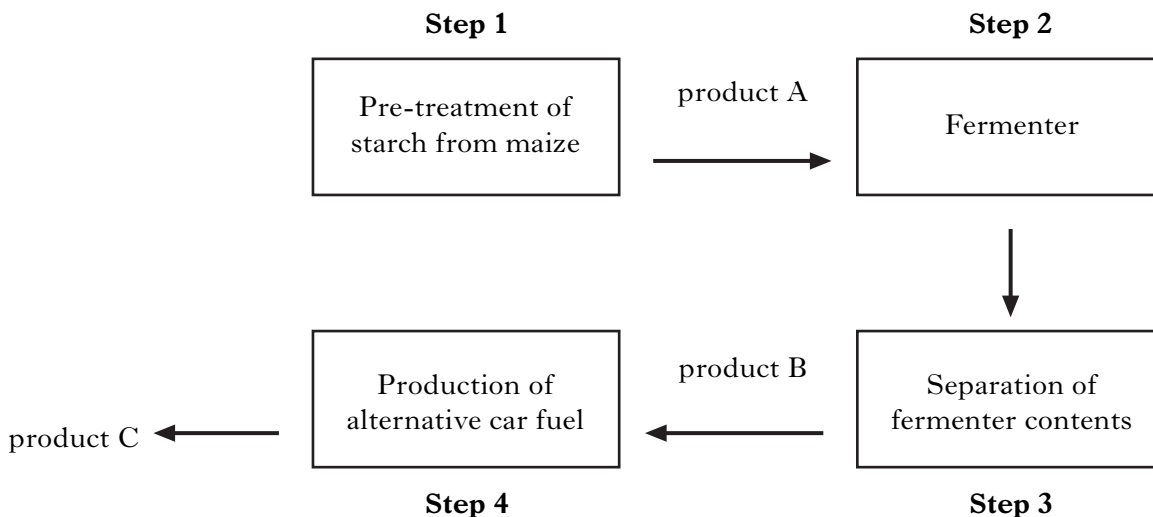 Step 1
Step 2
Pre-treatment of
starch from maize
product A
Fermenter
Production of
alternative car fuel
product B
Separation of
fermenter contents
product C
Step 4
Step 3